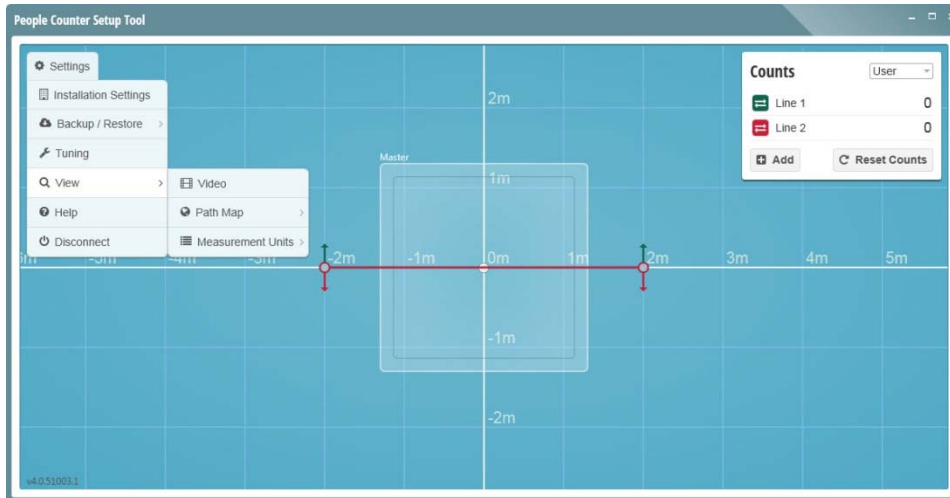 People Counter Setup Tool
Settings
Installation Settings
Backup / Restore
Tuning
View
Help
Disconnect
Video
Path Map
Measurement Units
Counts
User
Line 1 0
Line 2 0
Add Reset Counts
Master
2m
1m
-3m -2m -1m 0m 1m 2m 3m 4m 5m
-1m
-2m
v4.0.51003.1